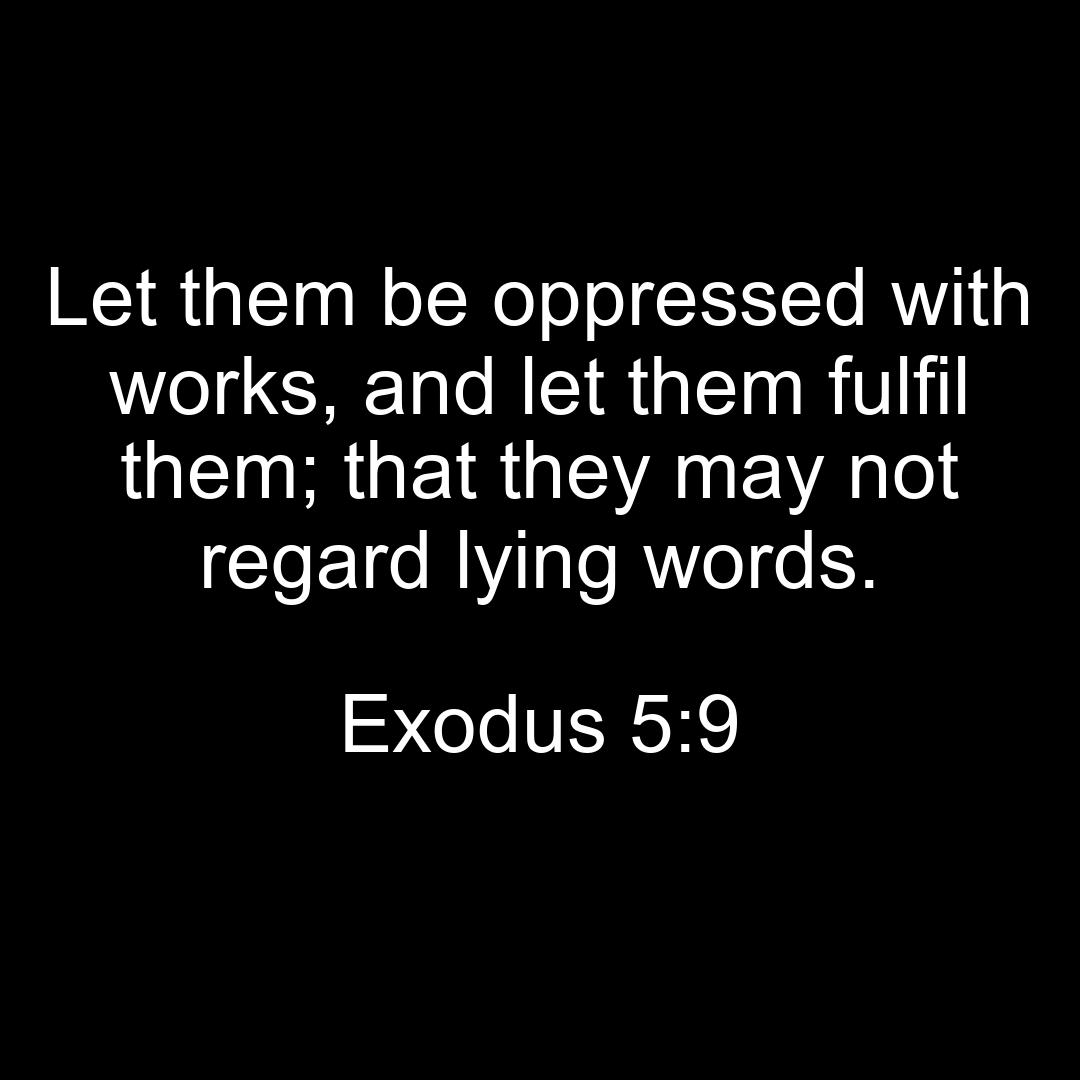 Let them be oppressed with
works, and let them fulfil
them; that they may not
regard lying words.
Exodus 5:9